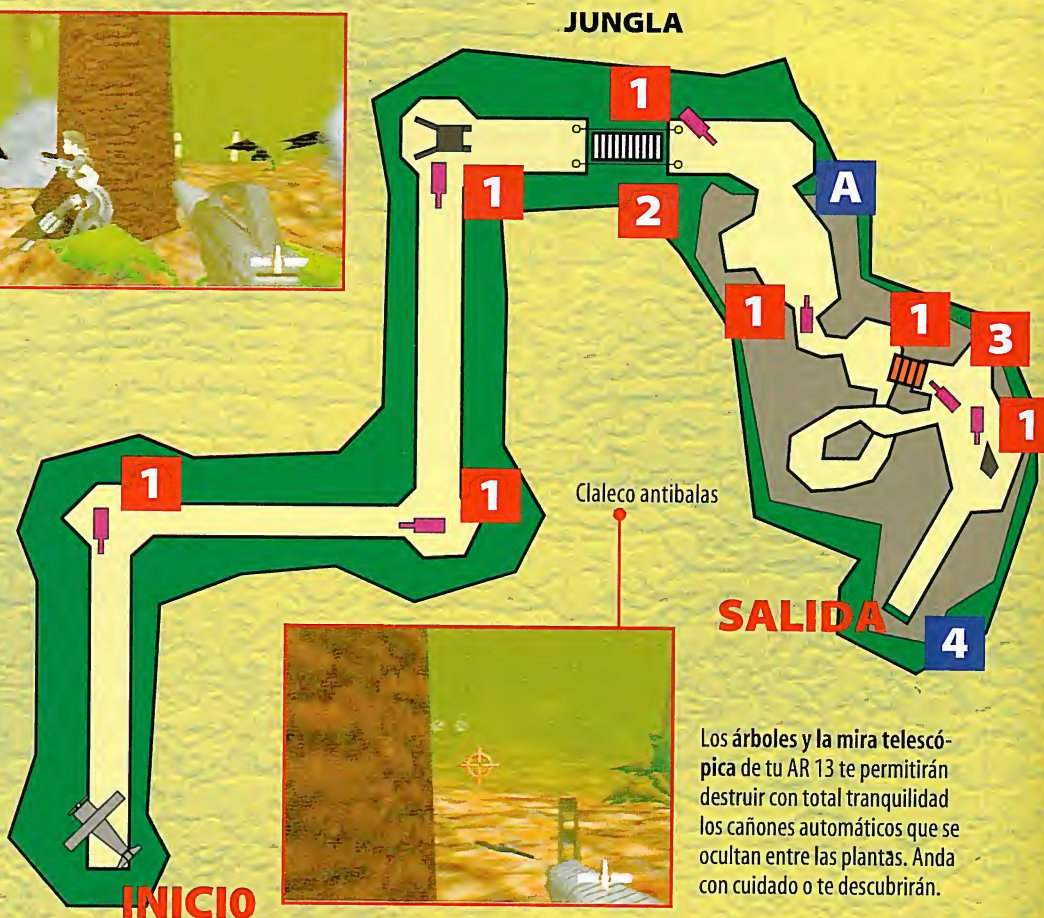 JUNGLA
1
A
1
2
1
1
3
1
1
1
Claleco antibalas
SALIDA
4
Los árboles y la mira telescó-
pica de tu AR 13 te permitirán
destruir con total tranquilidad
los cañones automáticos que se
ocultan entre las plantas. Anda
con cuidado o te descubrirán.
INICIO